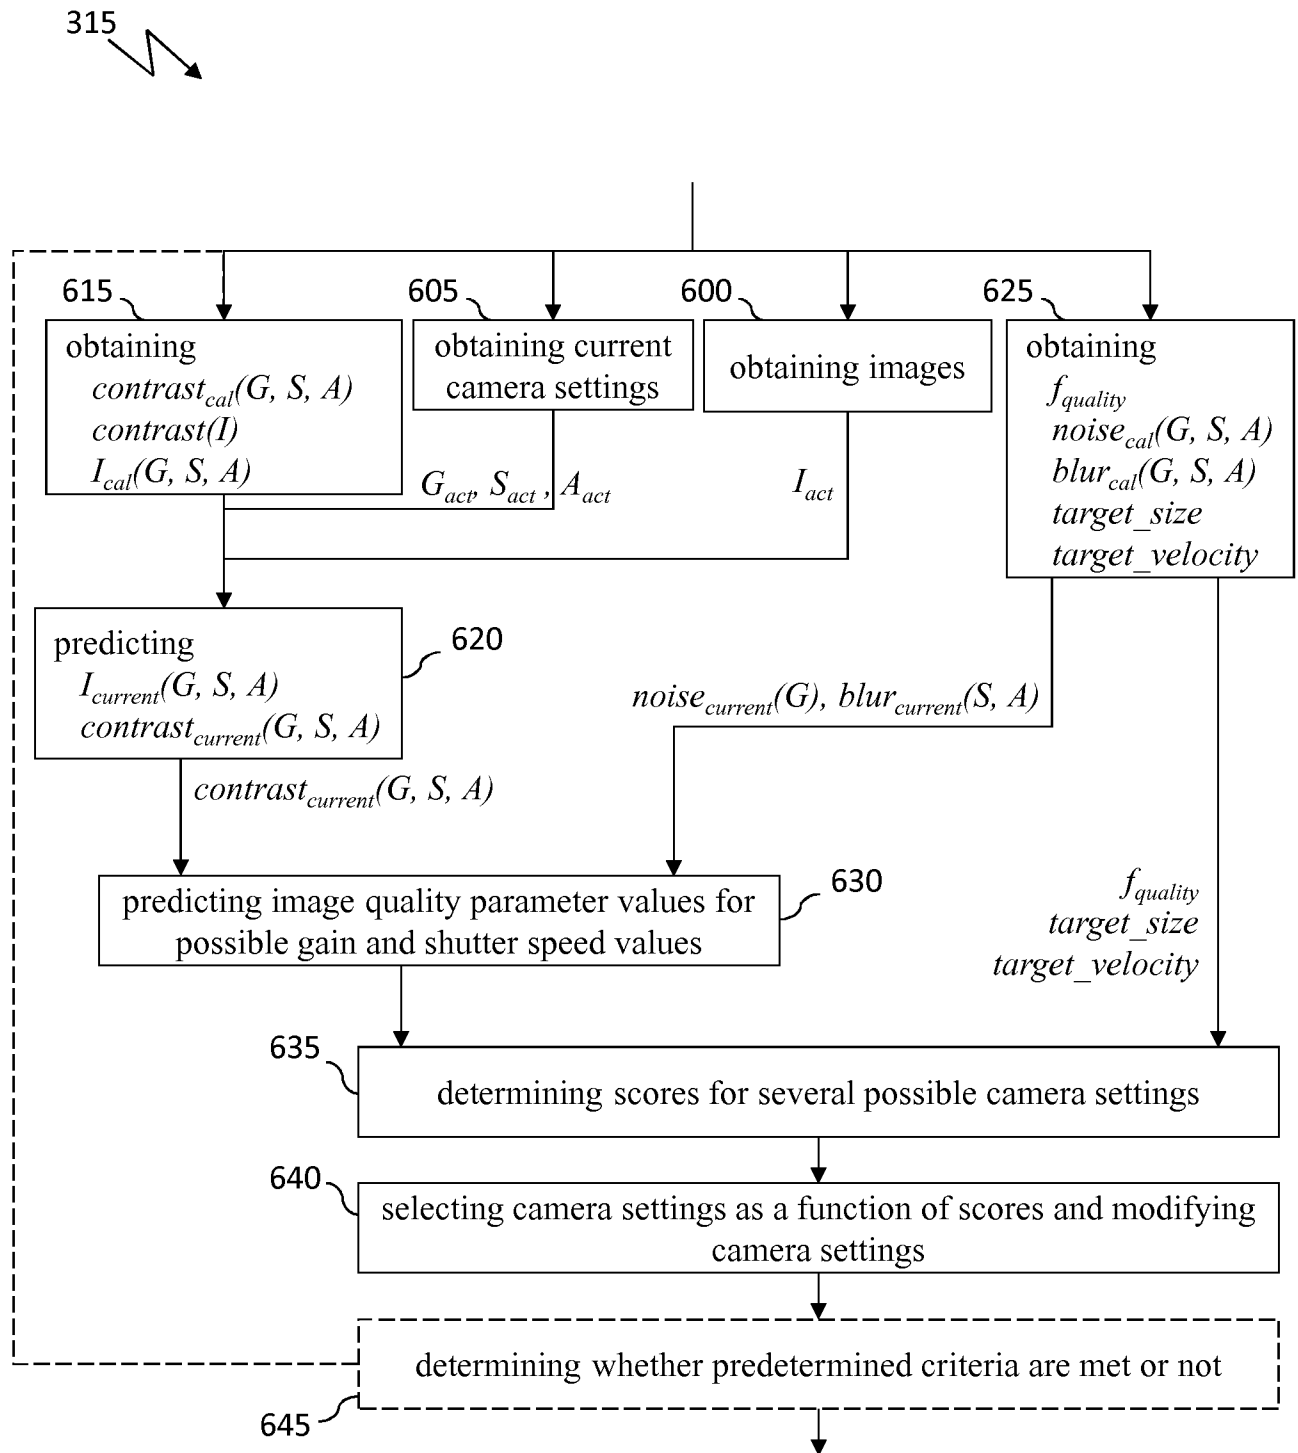 315
615
605
600
625
obtaining
contrast_cal(G, S, A)
contrast(I)
I_cal(G, S, A)
obtaining current
camera settings
obtaining images
obtaining
f_quality
noise_cal(G, S, A)
blur_cal(G, S, A)
target_size
target_velocity
G_act, S_act , A_act
I_act
predicting
I_current(G, S, A)
contrast_current(G, S, A)
620
noise_current(G), blur_current(S, A)
contrast_current(G, S, A)
predicting image quality parameter values for
possible gain and shutter speed values
630
f_quality
target_size
target_velocity
635
determining scores for several possible camera settings
640
selecting camera settings as a function of scores and modifying
camera settings
determining whether predetermined criteria are met or not
645